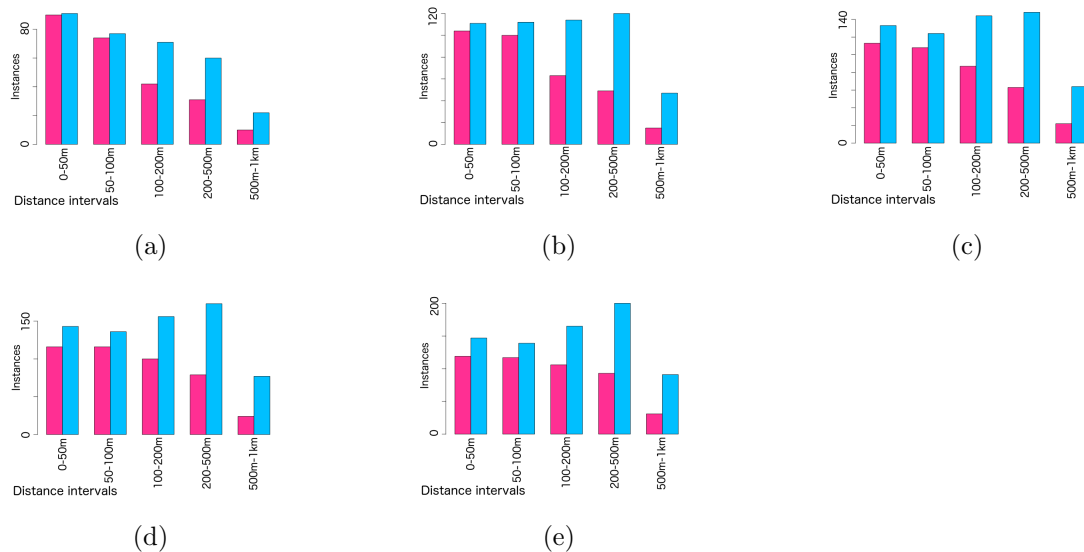 80
0
Instances
0-50m
50-100m
100-200m
200-500m
500m-1km
Distance intervals
(a)
120
0
Instances
0-50m
50-100m
100-200m
200-500m
500m-1km
Distance intervals
(b)
140
0
Instances
0-50m
50-100m
100-200m
200-500m
500m-1km
Distance intervals
(c)
150
0
Instances
0-50m
50-100m
100-200m
200-500m
500m-1km
Distance intervals
(d)
200
0
Instances
0-50m
50-100m
100-200m
200-500m
500m-1km
Distance intervals
(e)